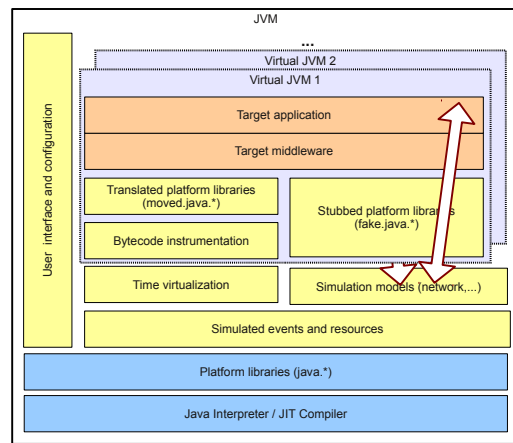 JVM
...
Virtual JVM 2
Virtual JVM 1
Target application
Target middleware
Translated platform libraries
(moved.java.*)
Stubbed platform libraries
(fake.java.*)
Bytecode instrumentation
Time virtualization
Simulation models (network,...)
Simulated events and resources
User interface and configuration
Platform libraries (java.*)
Java Interpreter / JIT Compiler